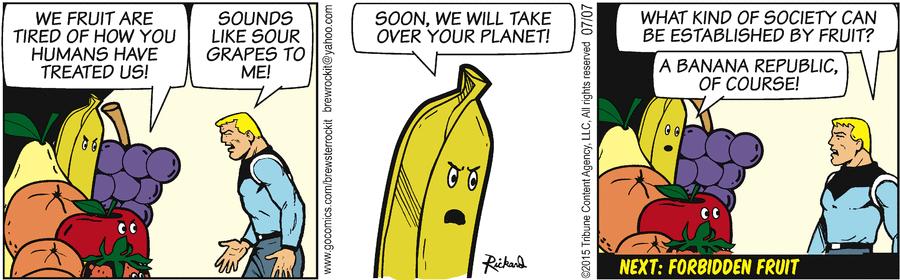 WE FRUIT ARE
TIRED OF HOW YOU
HUMANS HAVE
TREATED US!
SOUNDS
LIKE SOUR
GRAPES TO
ME!
www.gocomics.com/brewsterrockit brewrockit@yahoo.com
SOON, WE WILL TAKE
OVER YOUR PLANET!
Rickard
©2015 Tribune Content Agency, LLC. All rights reserved 07/07
WHAT KIND OF SOCIETY CAN
BE ESTABLISHED BY FRUIT?
A BANANA REPUBLIC,
OF COURSE!
NEXT: FORBIDDEN FRUIT